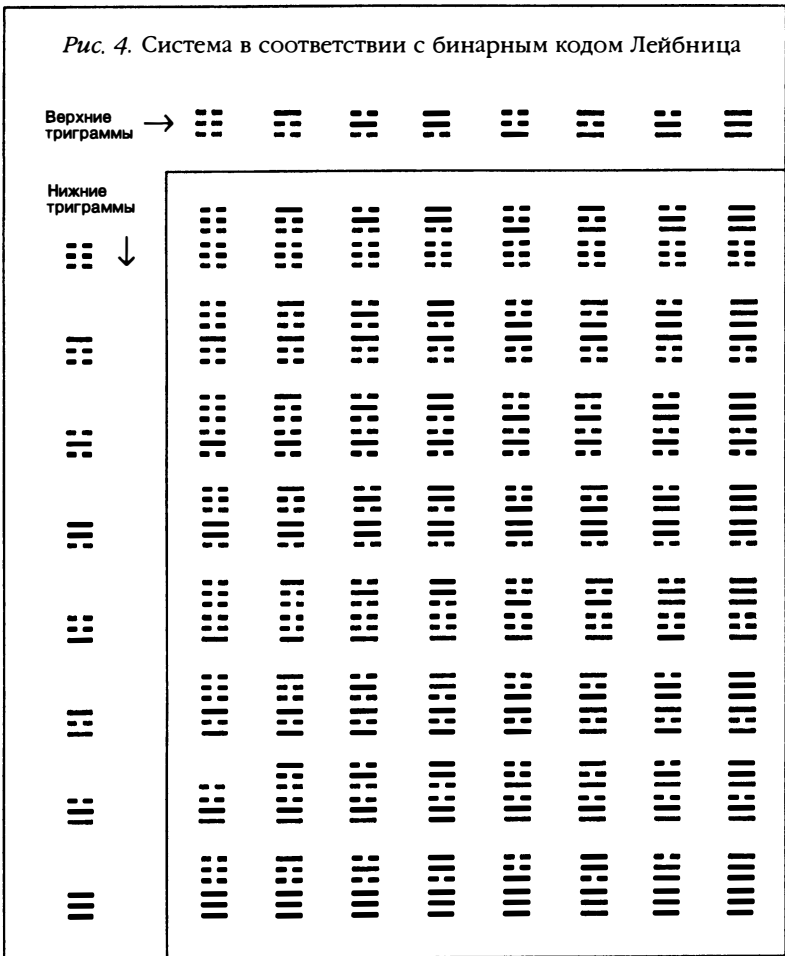 Рис. 4. Система в соответствии с бинарным кодом Лейбница
Верхние
триграммы →
Нижние
триграммы
↓